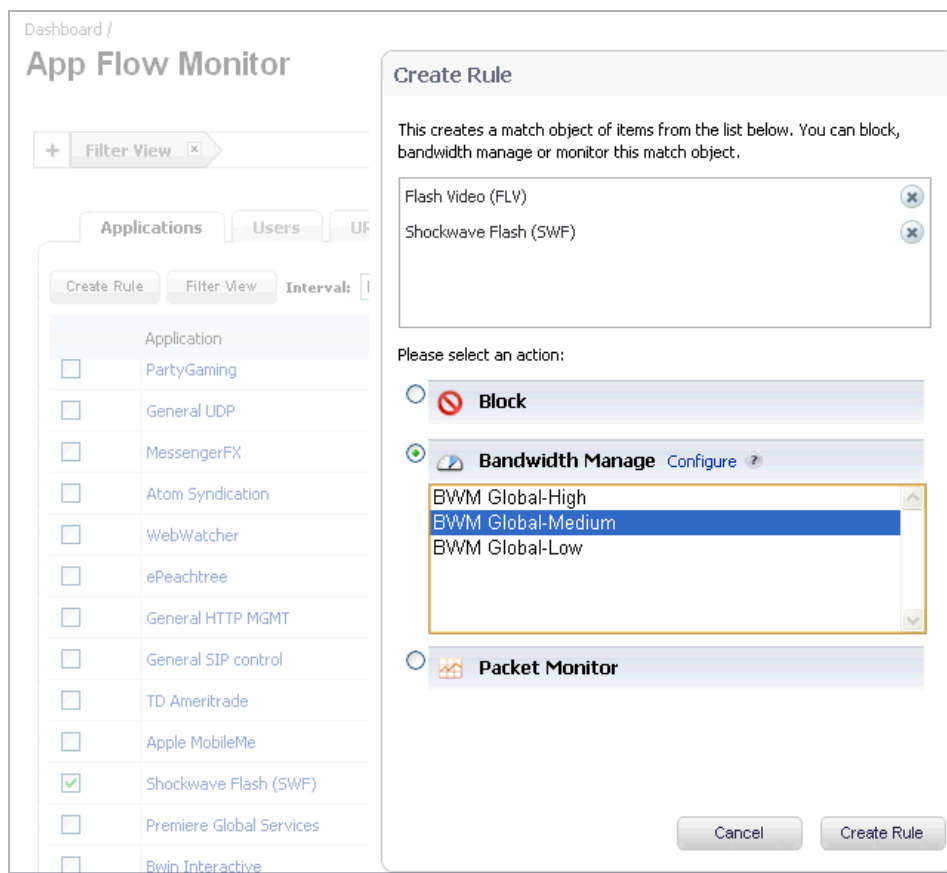 Dashboard /
App Flow Monitor
+ Filter View x
Applications Users
Create Rule Filter View Interval:
Application
PartyGaming
General UDP
MessengerFX
Atom Syndication
WebWatcher
ePeachtree
General HTTP MGMT
General SIP control
TD Ameritrade
Apple MobileMe
Shockwave Flash (SWF)
Premiere Global Services
Bwin Interactive
Create Rule
This creates a match object of items from the list below. You can block,
bandwidth manage or monitor this match object.
Flash Video (FLV)
Shockwave Flash (SWF)
Please select an action:
Block
Bandwidth Manage Configure ?
BWM Global-High
BWM Global-Medium
BWM Global-Low
Packet Monitor
Cancel Create Rule